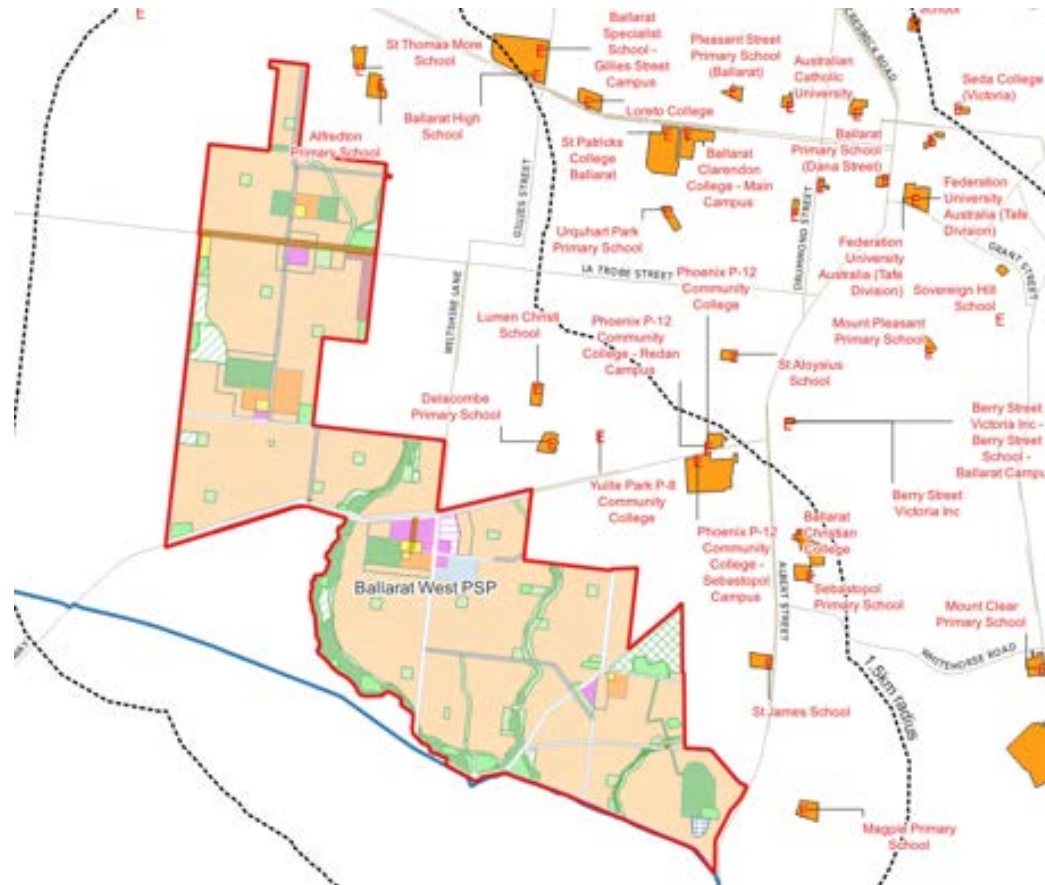 E
St Thomas More
School
Ballarat
Specialist
School -
Gillies Street
Campus
Pleasant Street
Primary School
(Ballarat)
Australian
Catholic
University
CRESWICK ROAD
School
Seda College
(Victoria)
Ballarat High
School
Loreto College
Alfredton
Primary School
St Patricks
College
Ballarat
Ballarat
Clarendon
College - Main
Campus
Ballarat
Primary School
(Dana Street)
Federation
University
Australia (Tafe
Division)
GILLIES STREET
DRUMMOND STREET
GRANT STREET
Urquhart Park
Primary School
LA TROBE STREET
Federation
University
Australia (Tafe
Division)
Sovereign Hill
School
E
Phoenix P-12
Community
College
WILTSHIRE LANE
Lumen Christi
School
Phoenix P-12
Community
College - Redan
Campus
Mount Pleasant
Primary School
St Aloysius
School
Delacombe
Primary School
E
Berry Street
Victoria Inc -
Berry Street
School -
Ballarat Campu
Yuille Park P-8
Community
College
Berry Street
Victoria Inc
Phoenix P-12
Community
College -
Sebastopol
Campus
Ballarat
Christian
College
Sebastopol
Primary School
ALBERT STREET
Ballarat West PSP
Mount Clear
Primary School
WHITEHORSE ROAD
1.5km radius
St James School
Magpie Primary
School